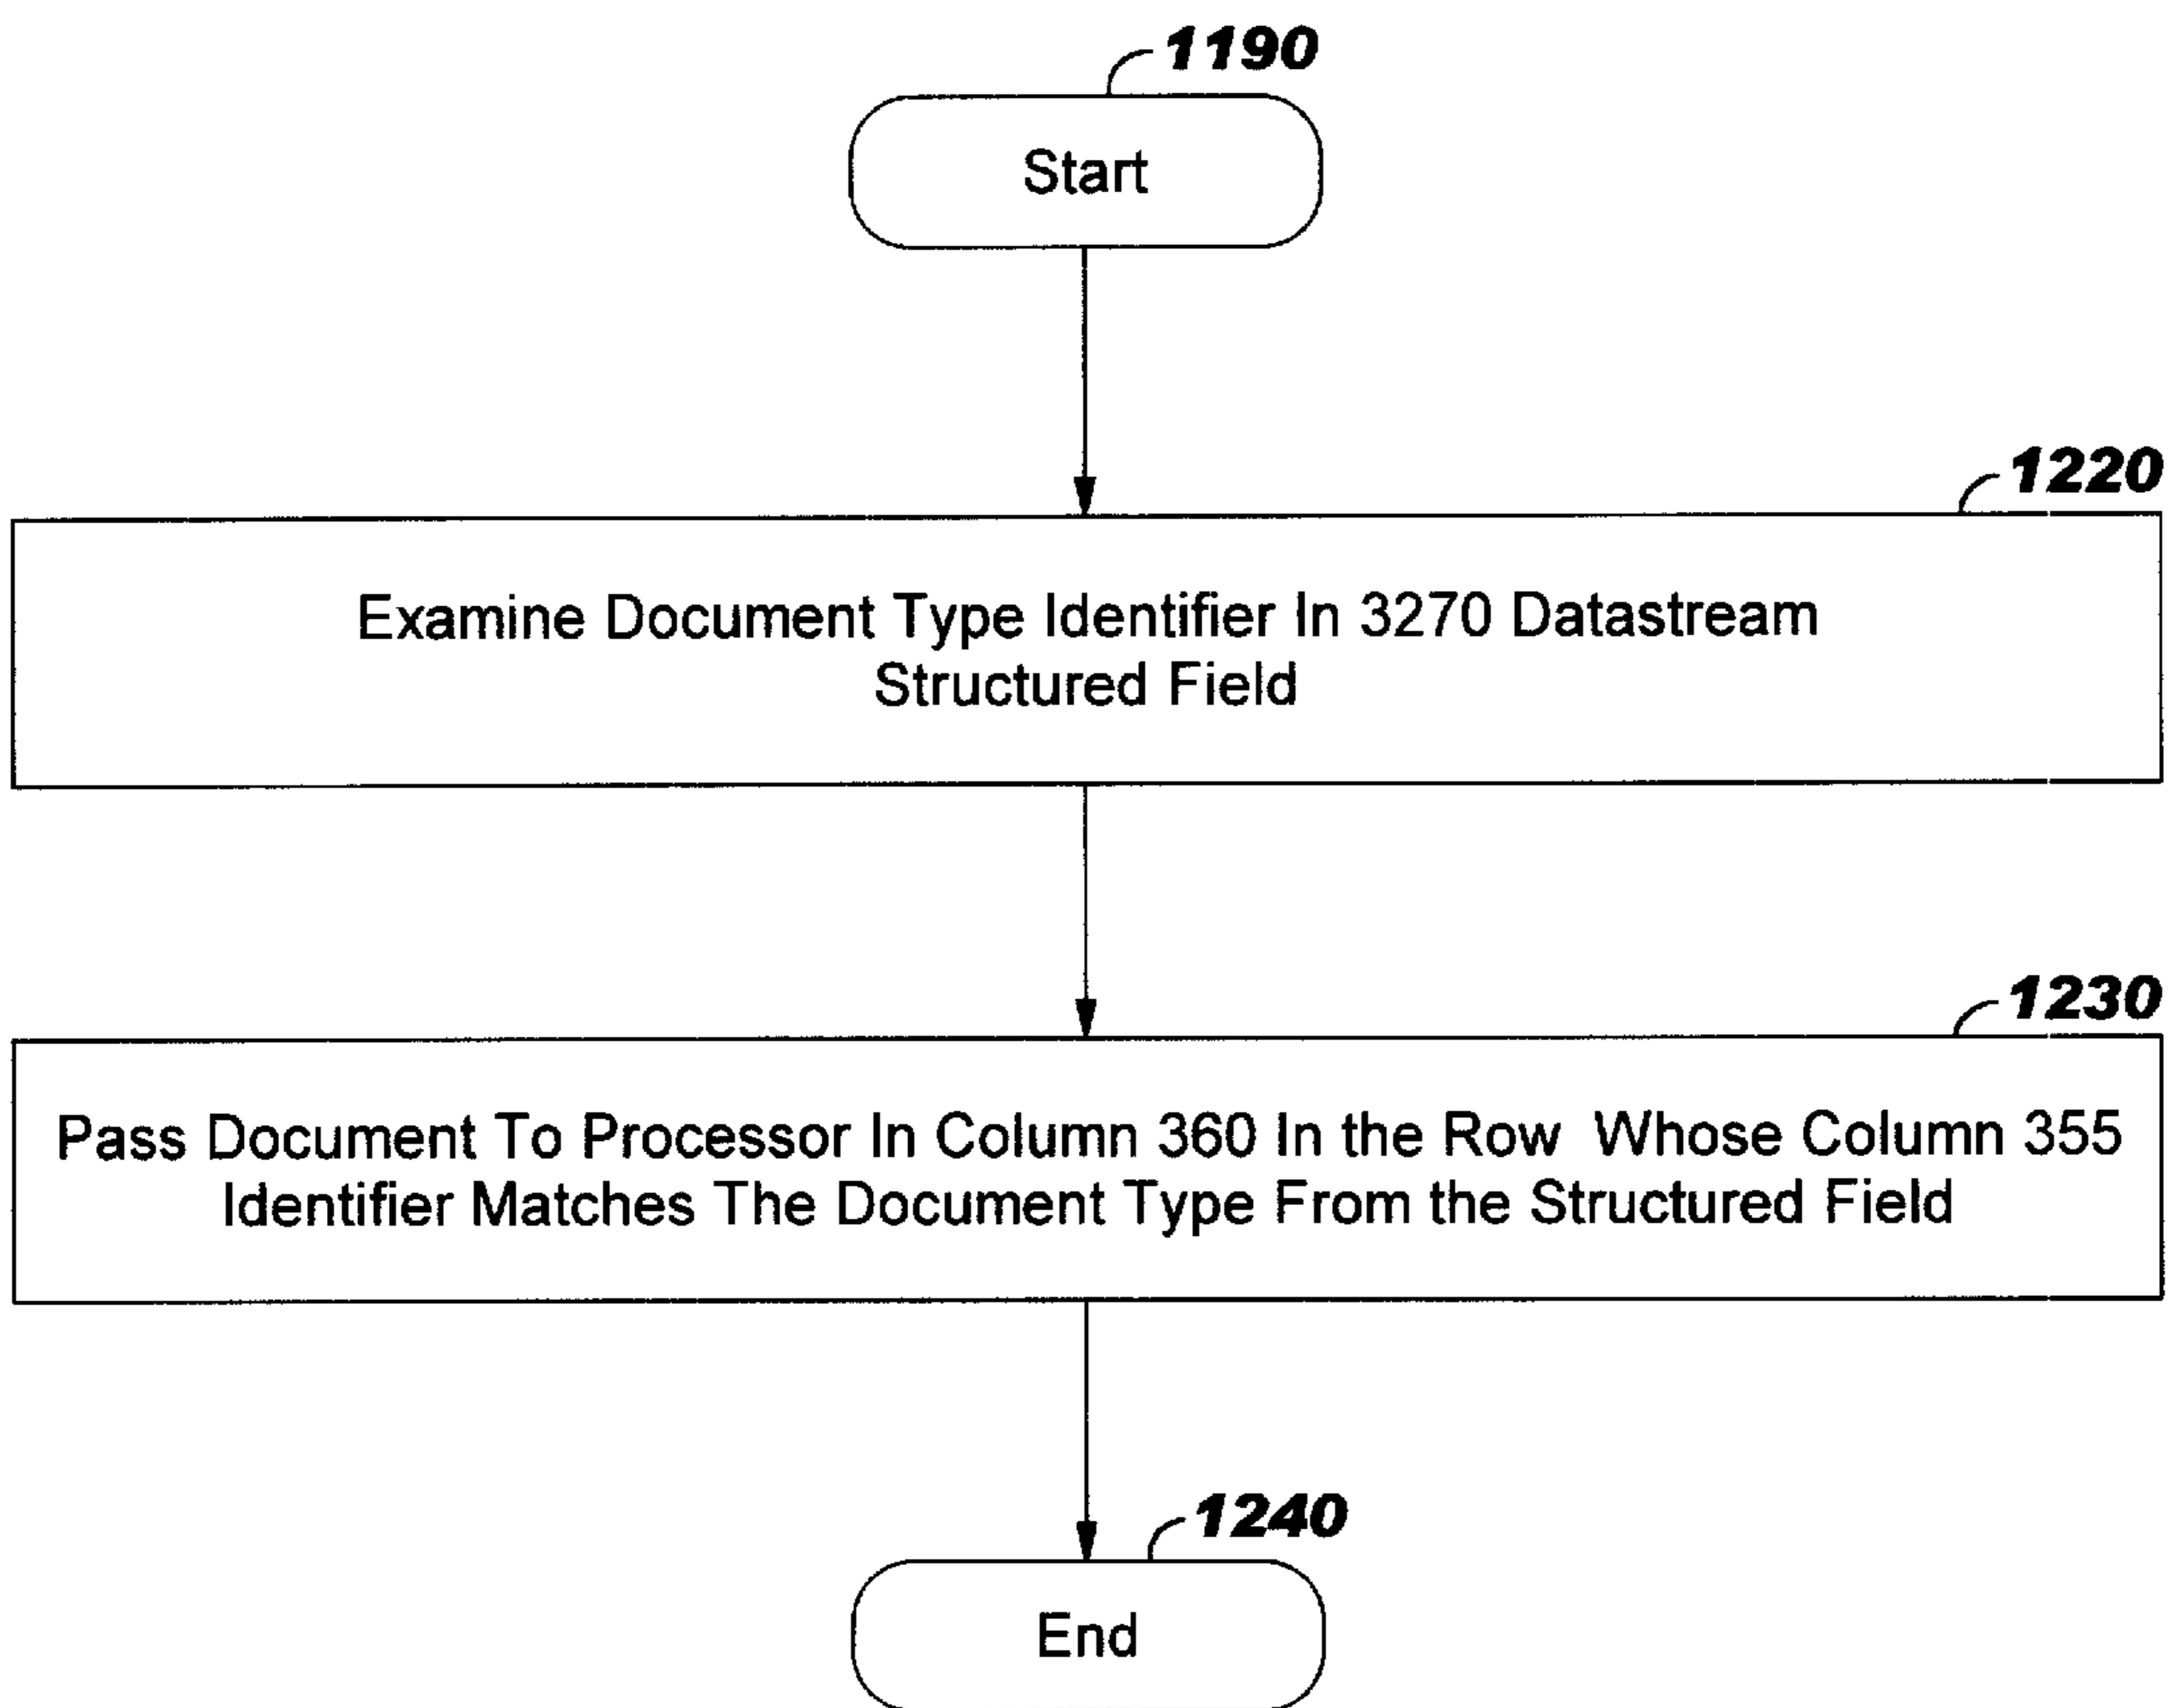 1190
Start
1220
Examine Document Type Identifier In 3270 Datastream
Structured Field
1230
Pass Document To Processor In Column 360 In the Row Whose Column 355
Identifier Matches The Document Type From the Structured Field
1240
End